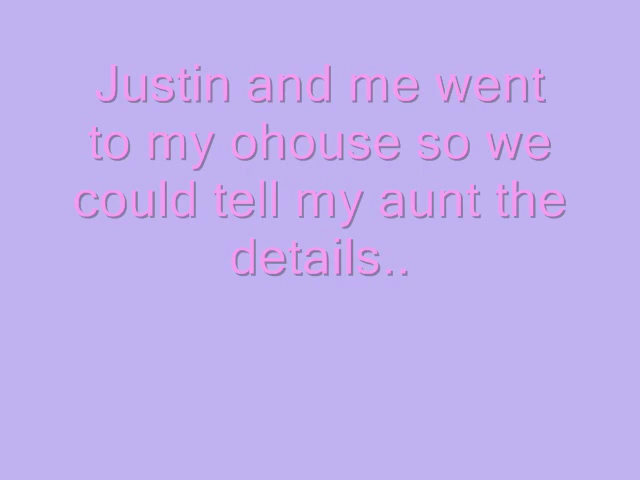 Justin and me went
to my ohouse so we
could tell my aunt the
details..